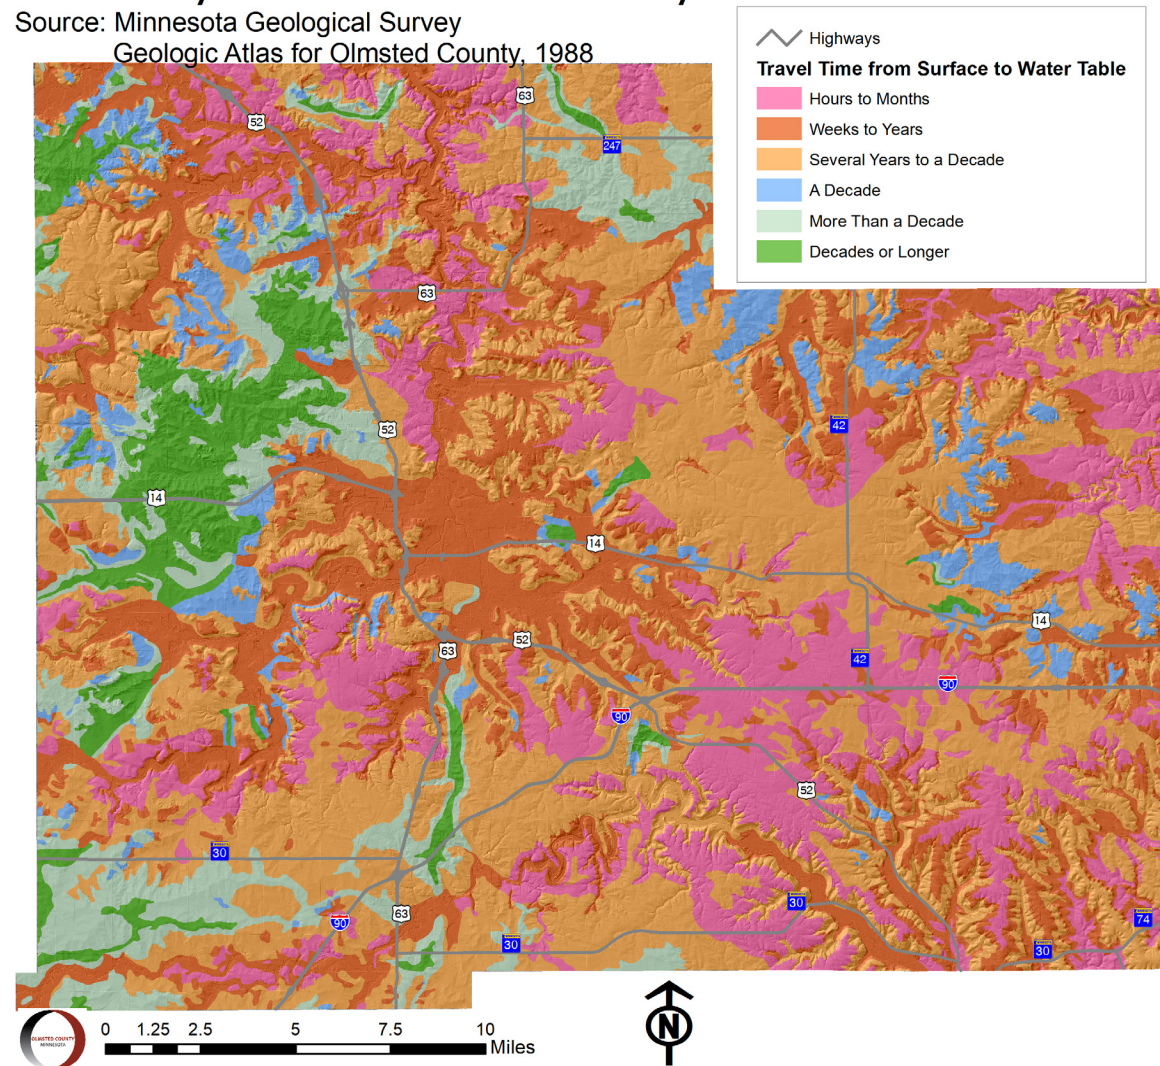 Source: Minnesota Geological Survey
Geologic Atlas for Olmsted County, 1988
Highways
Travel Time from Surface to Water Table
Hours to Months
Weeks to Years
Several Years to a Decade
A Decade
More Than a Decade
Decades or Longer
63
52
247
63
42
52
14
14
14
52
63
42
90
90
52
30
30
90
63
74
30
30
OLMSTED COUNTY
MINNESOTA
0 1.25 2.5 5 7.5 10
Miles
N